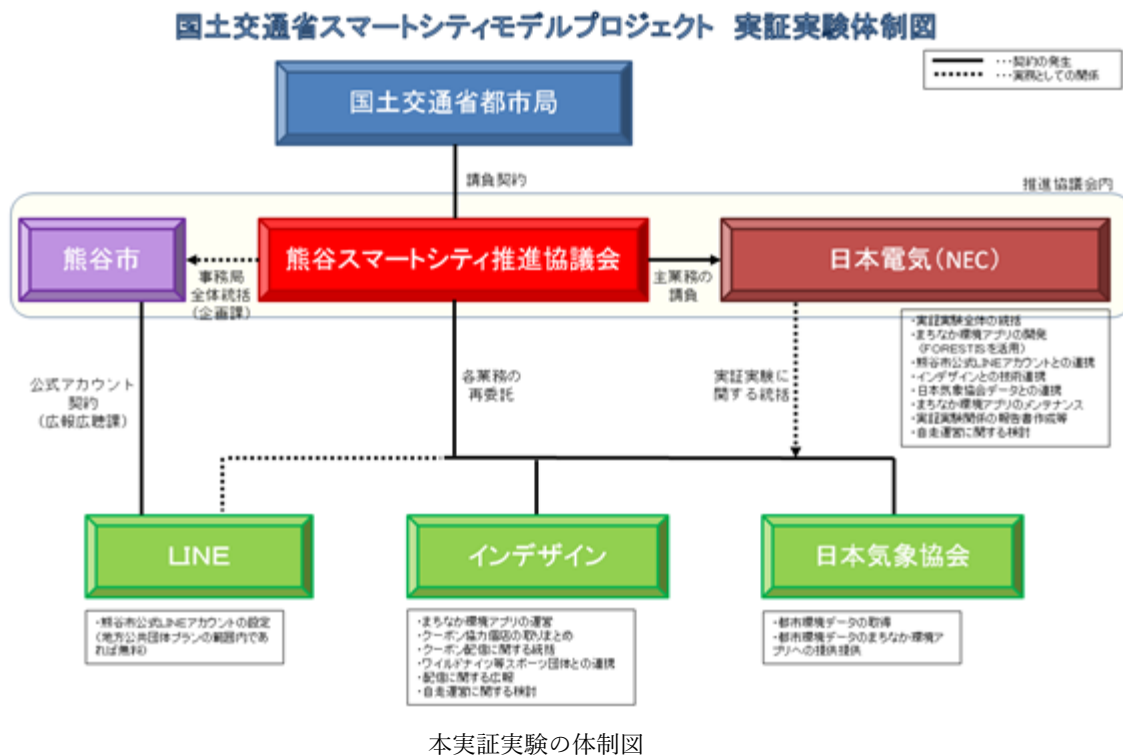 国土交通省スマートシティモデルプロジェクト 実証実験体制図
・・・契約の発生
・・・実務としての関係
国土交通省都市局
請負契約
推進協議会内
熊谷市
熊谷スマートシティ推進協議会
日本電気(NEC)
事務局
全体統括
(企画課)
主業務の
請負
・実証実験全体の統括
・まちなか環境アプリの開発
(FORESTISを活用)
・熊谷市公式LINEアカウントとの連携
・インデザインとの技術連携
・日本気象協会データとの連携
・まちなか環境アプリのメンテナンス
・実証実験関係の報告書作成等
・自走運営に関する検討
公式アカウント
契約
(広報広聴課)
各業務の
再委託
実証実験に
関する統括
LINE
インデザイン
日本気象協会
・熊谷市公式LINEアカウントの設定
(地方公共団体プランの範囲内であ
れば無料)
・まちなか環境アプリの運営
・クーポン協力個店の取りまとめ
・クーポン配信に関する統括
・ワイルドナイツ等スポーツ団体との連携
・配信に関する広報
・自走運営に関する検討
・都市環境データの取得
・都市環境データのまちなか環境ア
プリへの提供提供
本実証実験の体制図